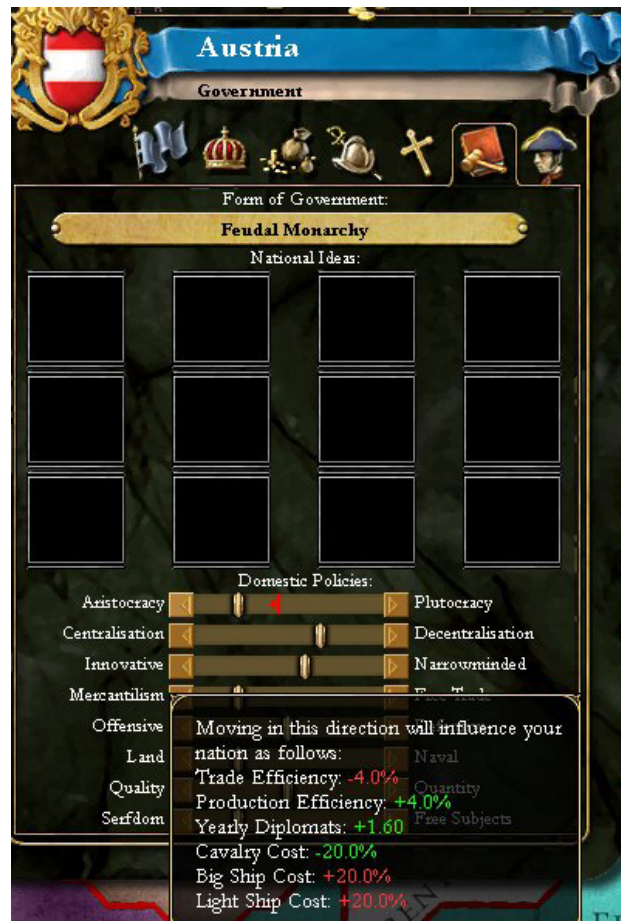 Austria
Government
Form of Government:
Feudal Monarchy
National Ideas:
Domestic Policies:
Aristocracy Plutocracy
Centralisation Decentralisation
Innovative Narrowminded
Mercantilism Free Trade
Offensive
Land Naval
Quality Quantity
Serfdom Free Subjects
Moving in this direction will influence your
nation as follows:
Trade Efficiency: -4.0%
Production Efficiency: +4.0%
Yearly Diplomats: +1.60
Cavalry Cost: -20.0%
Big Ship Cost: +20.0%
Light Ship Cost: +20.0%